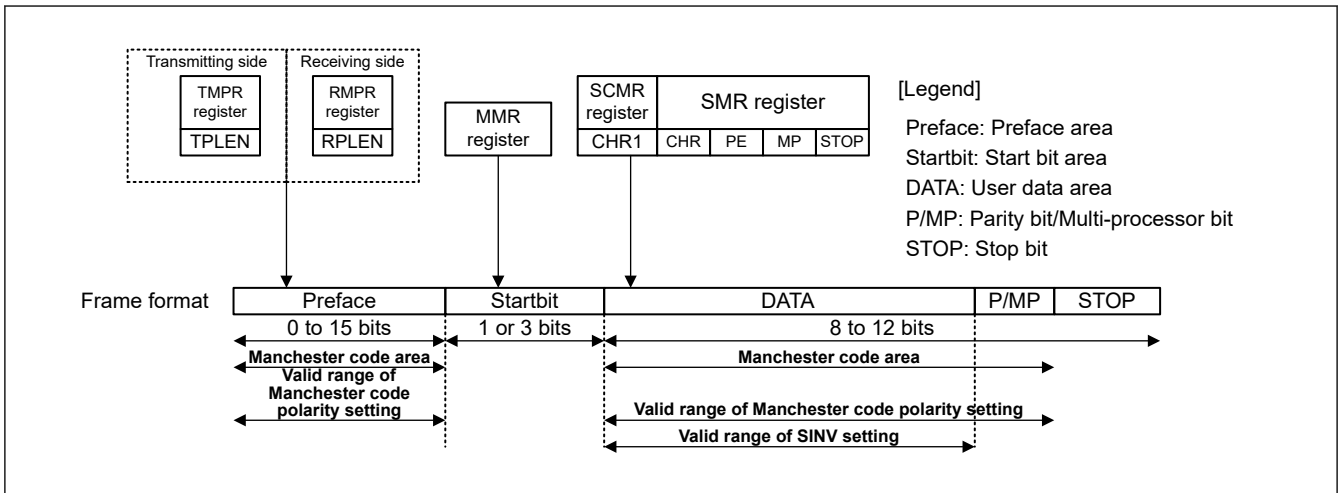 Transmitting side
Receiving side
TMPR
register
TPLEN
RMPR
register
RPLEN
MMR
register
SCMR
register
CHR1
SMR register
CHR
PE
MP
STOP
[Legend]
Preface: Preface area
Startbit: Start bit area
DATA: User data area
P/MP: Parity bit/Multi-processor bit
STOP: Stop bit
Frame format
Preface
Startbit
DATA
P/MP
STOP
0 to 15 bits
1 or 3 bits
8 to 12 bits
Manchester code area
Manchester code area
Valid range of
Manchester code
polarity setting
Valid range of Manchester code polarity setting
Valid range of SINV setting